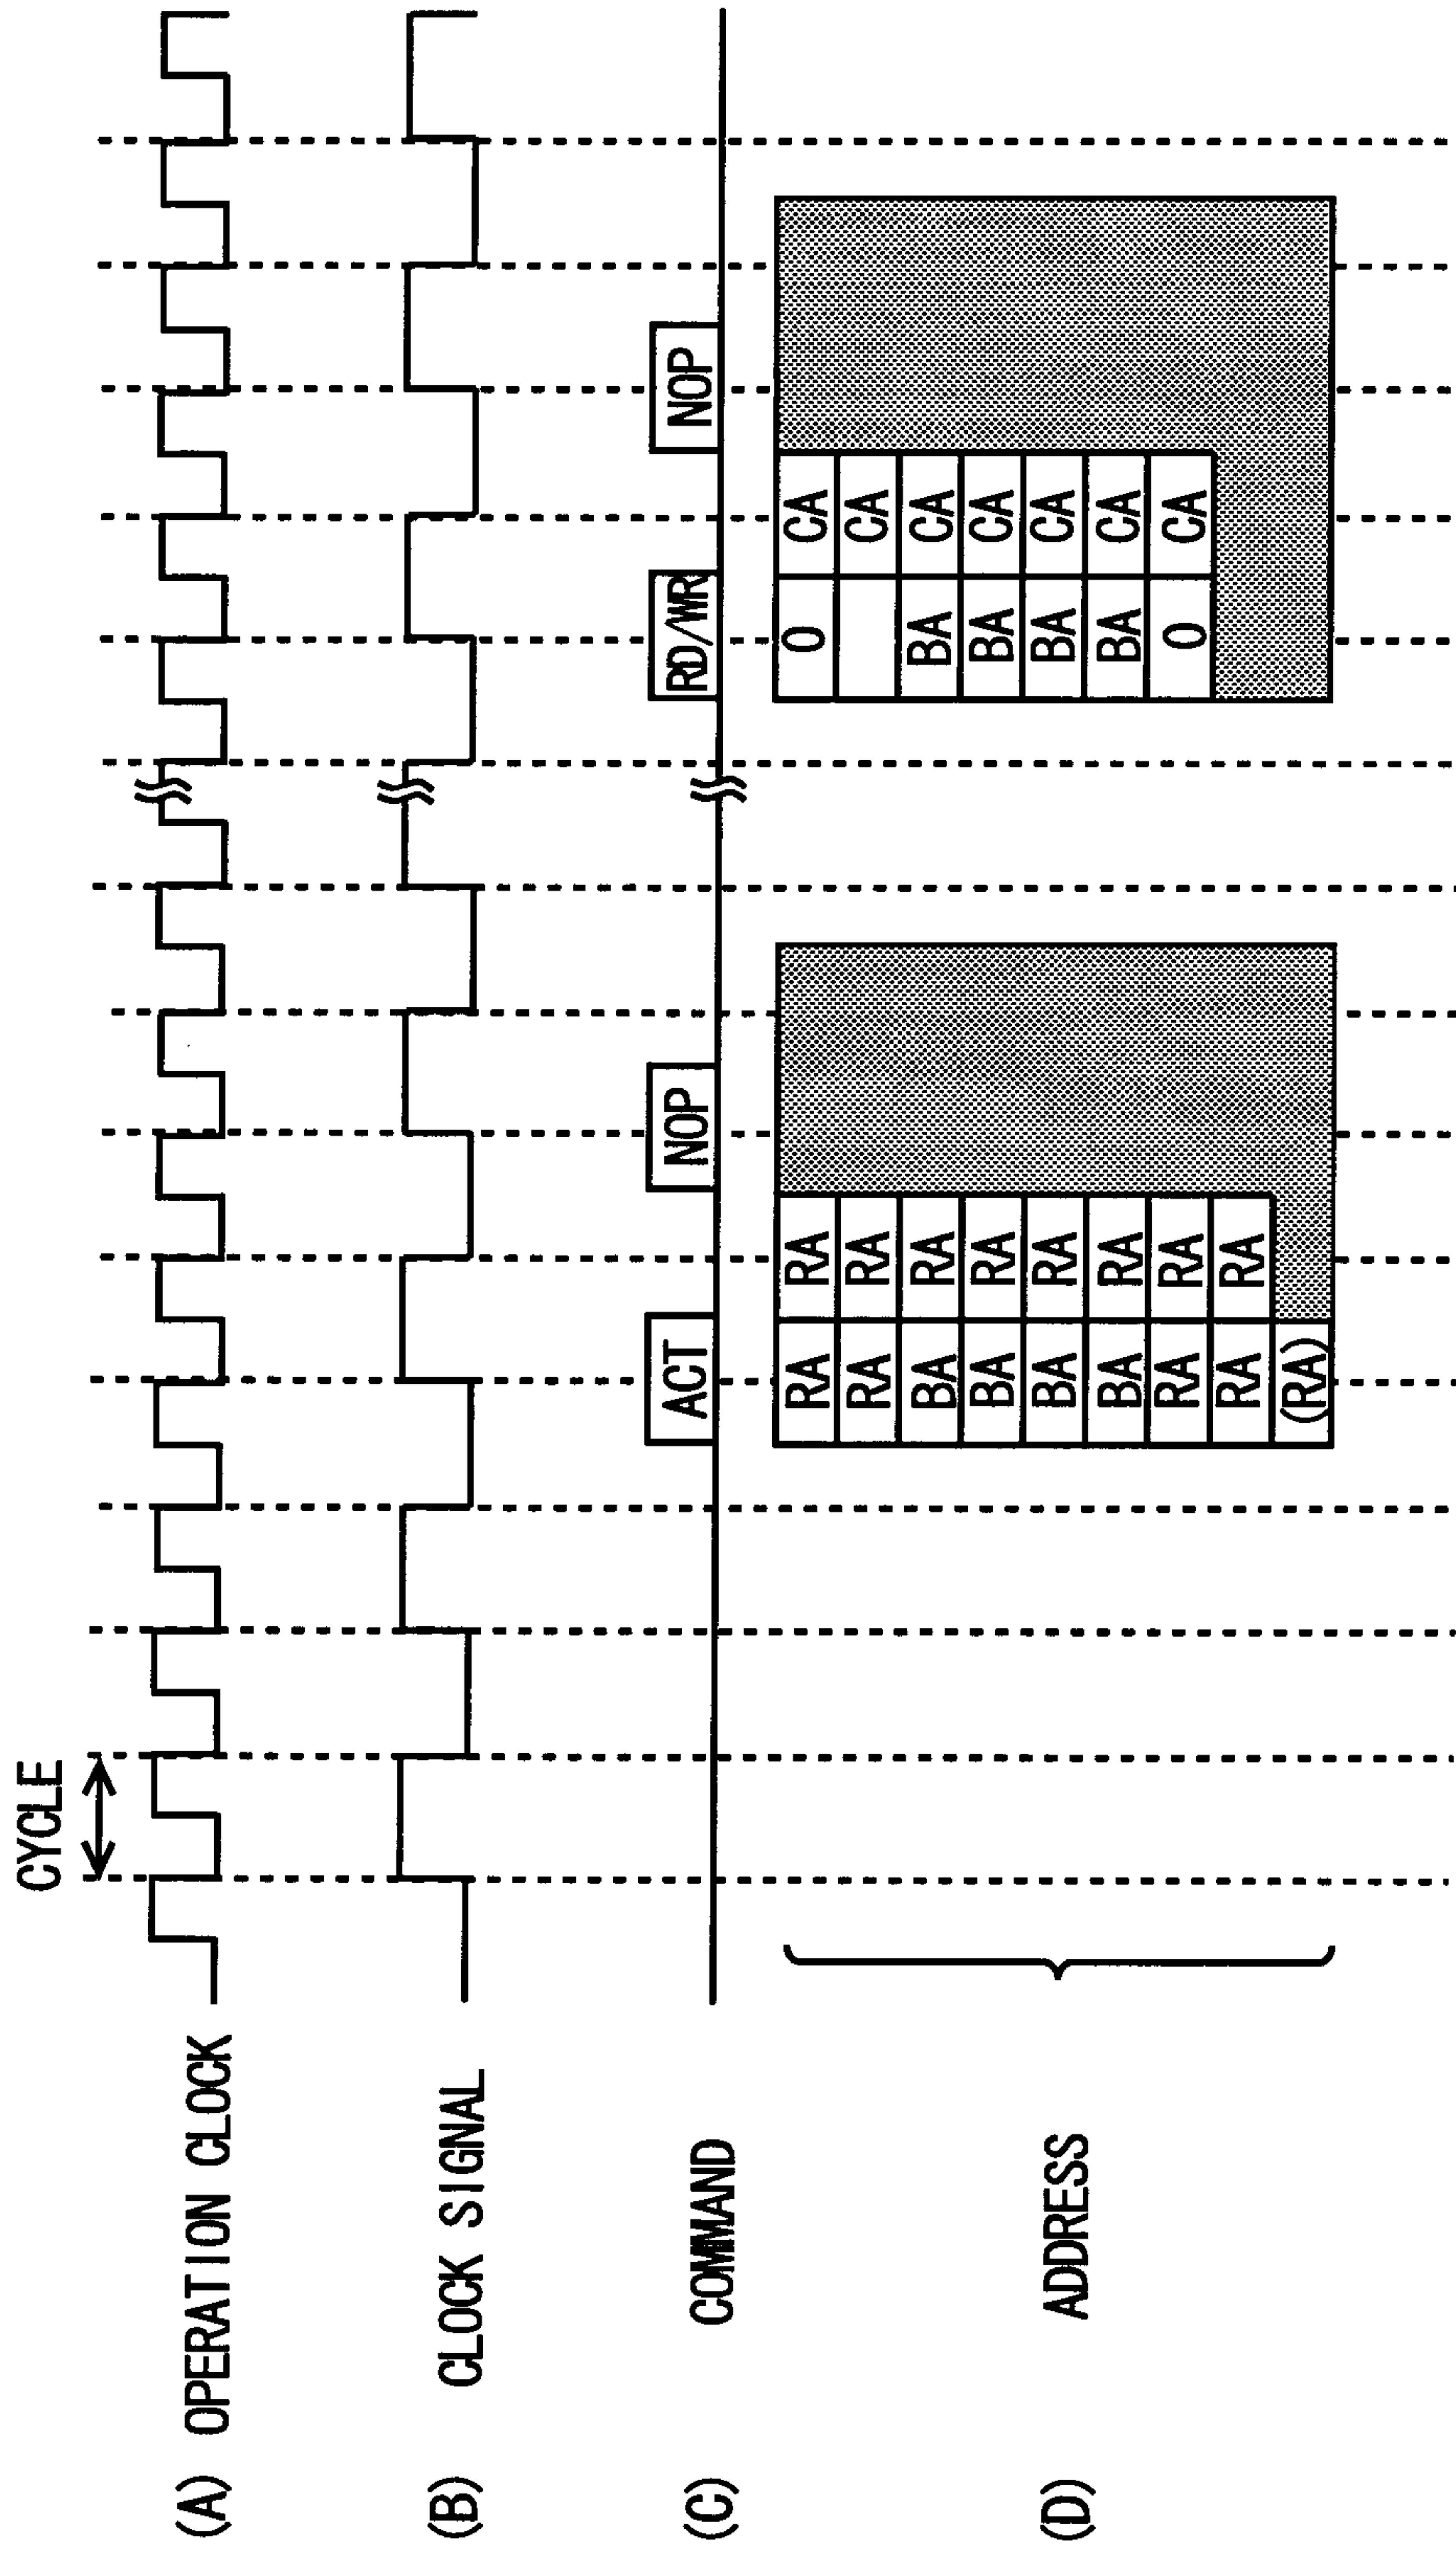 CYCLE
(A) OPERATION CLOCK
(B) CLOCK SIGNAL
(C) COMMAND ACT NOP RD/WR NOP
(D) ADDRESS
RA RA 0 CA
RA RA CA
BA RA BA CA
BA RA BA CA
BA RA BA CA
BA RA BA CA
RA RA 0 CA
RA RA
(RA)